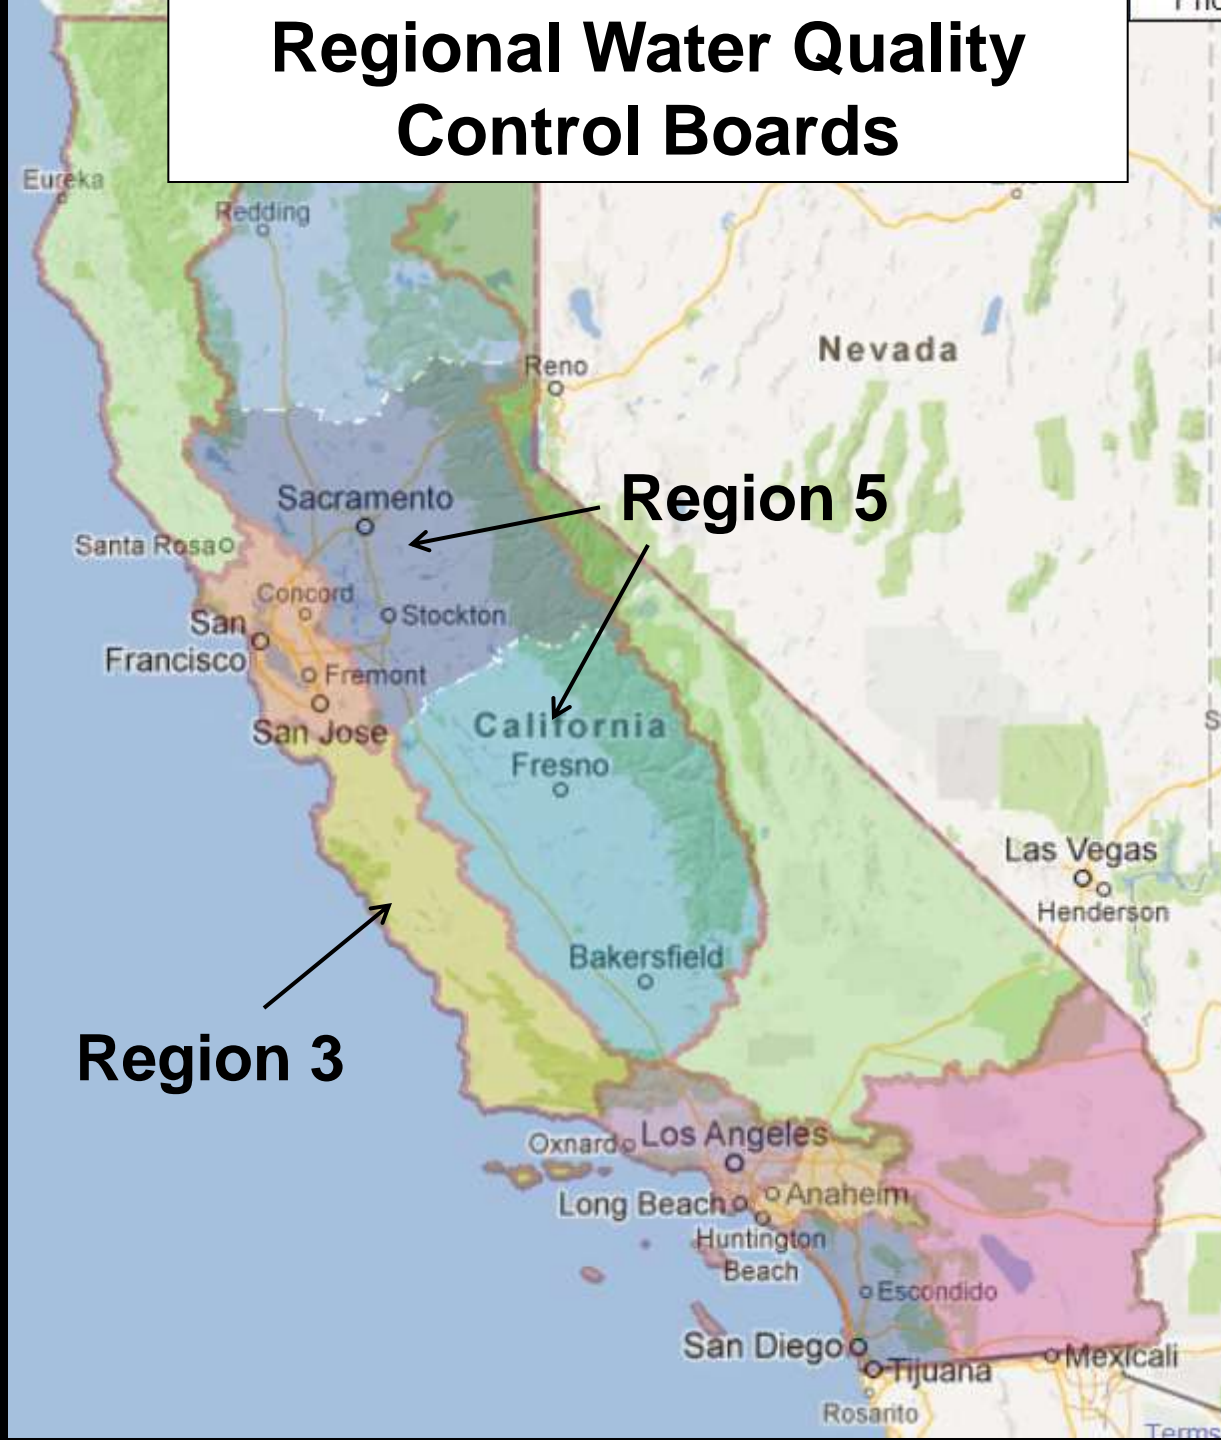 Regional Water Quality
Control Boards
Eureka
Redding
Reno
Nevada
Region 5
Sacramento
Santa Rosa
Concord
Stockton
San
Francisco
Fremont
San Jose
California
Fresno
Las Vegas
Henderson
Bakersfield
Region 3
Oxnard
Los Angeles
Long Beach
Anaheim
Huntington
Beach
Escondido
San Diego
Tijuana
Mexicali
Rosarito
Terms